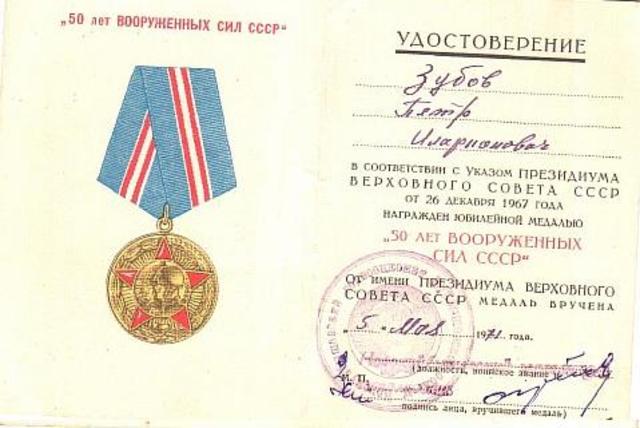 „50 лет ВООРУЖЕННЫХ СИЛ СССР“
УДОСТОВЕРЕНИЕ
Зубов
Петр
Иларионович
В СООТВЕТСТВИИ С УКАЗОМ ПРЕЗИДИУМА
ВЕРХОВНОГО СОВЕТА СССР
ОТ 26 ДЕКАБРЯ 1967 ГОДА
НАГРАЖДЕН ЮБИЛЕЙНОЙ МЕДАЛЬЮ
„50 ЛЕТ ВООРУЖЕННЫХ
СИЛ СССР“
ОТ ИМЕНИ ПРЕЗИДИУМА ВЕРХОВНОГО
СОВЕТА СССР МЕДАЛЬ ВРУЧЕНА
„5“ Мая 1971 года.
(должность, воинское звание и
М. П.
подпись лица, вручившего медаль)